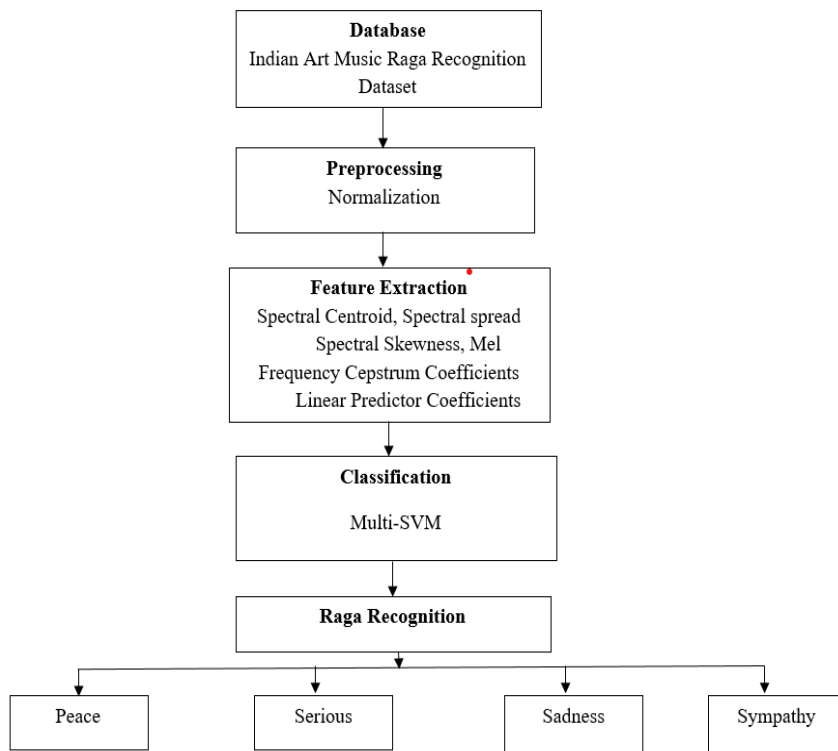 Database
Indian Art Music Raga Recognition
Dataset
Preprocessing
Normalization
Feature Extraction
Spectral Centroid, Spectral spread
Spectral Skewness, Mel
Frequency Cepstrum Coefficients
Linear Predictor Coefficients
Classification
Multi-SVM
Raga Recognition
Peace
Serious
Sadness
Sympathy